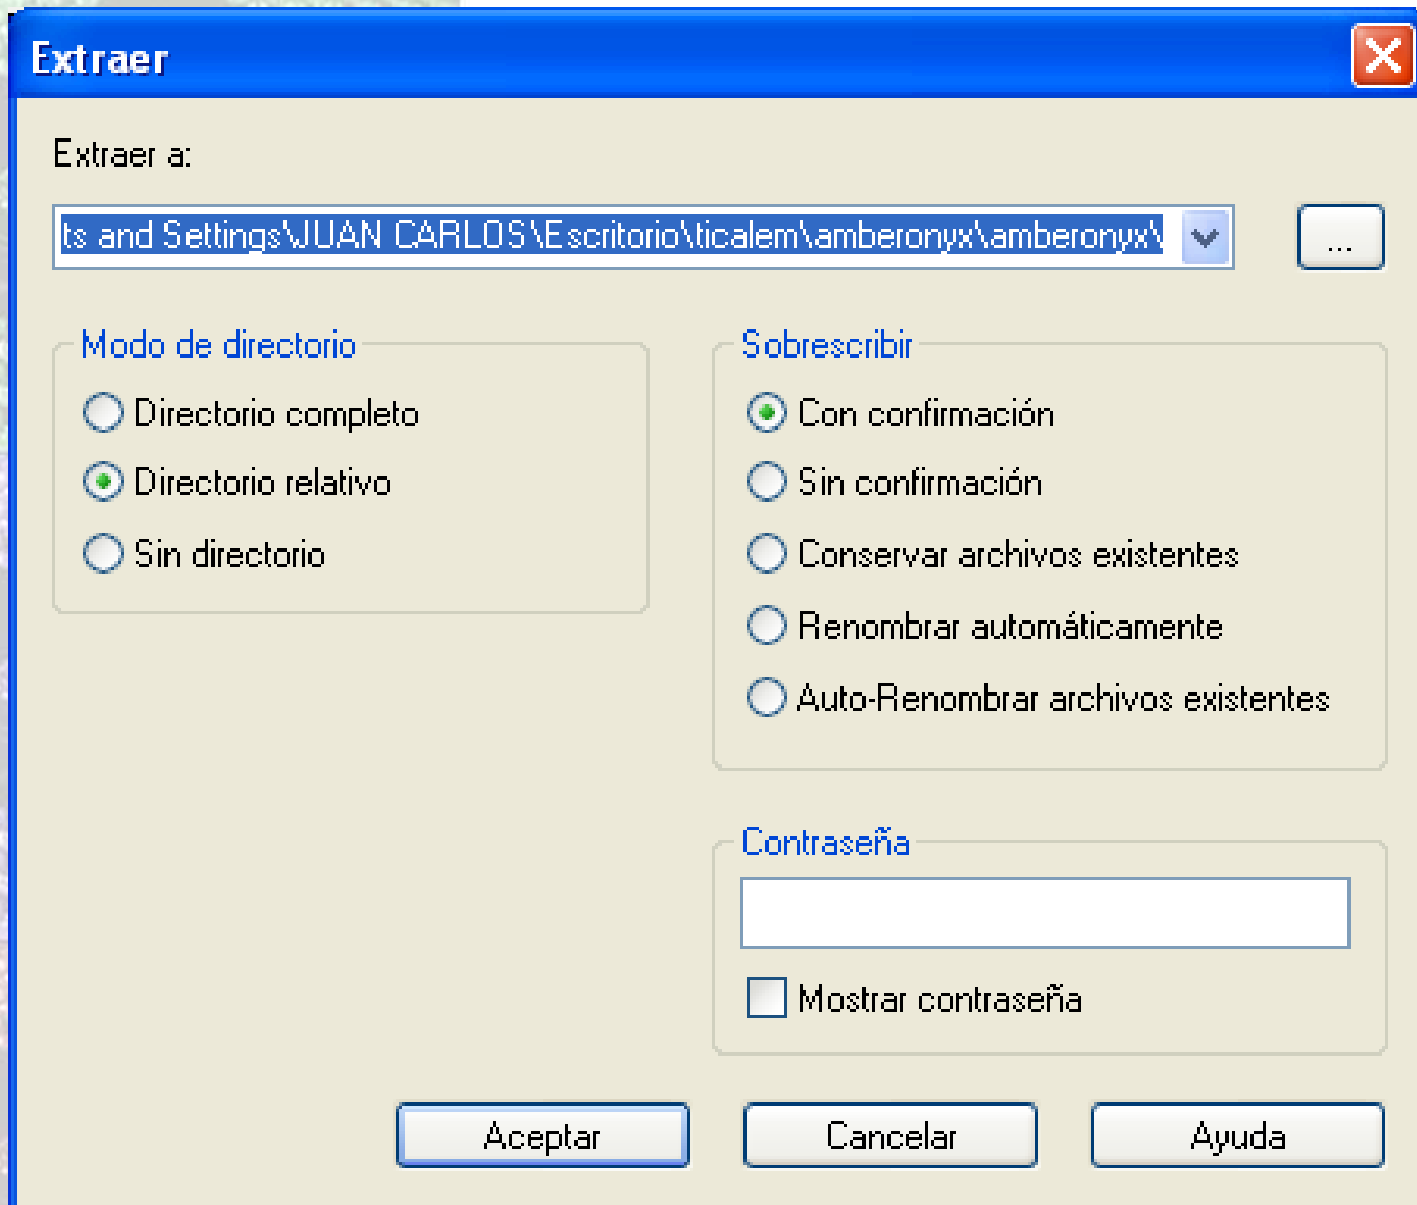 Extraer
Extraer a:
ts and Settings\JUAN CARLOS\Escritorio\ticalem\amberonyx\amberonyx\
...
Modo de directorio
Directorio completo
Directorio relativo
Sin directorio
Sobrescribir
Con confirmación
Sin confirmación
Conservar archivos existentes
Renombrar automáticamente
Auto-Renombrar archivos existentes
Contraseña
Mostrar contraseña
Aceptar
Cancelar
Ayuda